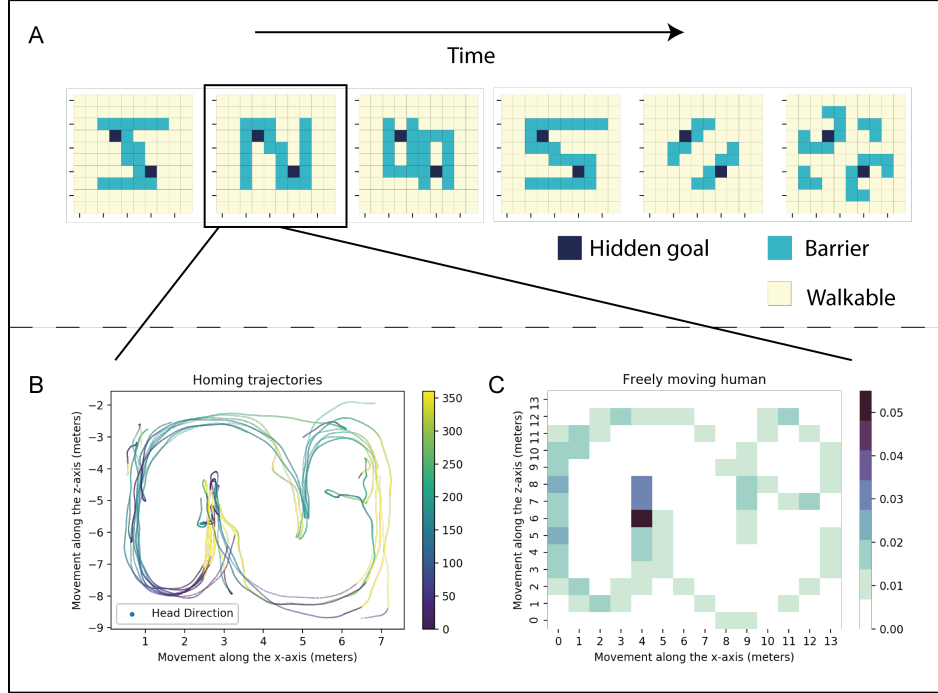 A
Time
Hidden goal
Barrier
Walkable
B
Homing trajectories
Movement along the z-axis (meters)
−2
−3
−4
−5
−6
−7
−8
−9
Head Direction
1 2 3 4 5 6 7
Movement along the x-axis (meters)
350
300
250
200
150
100
50
0
C
Freely moving human
Movement along the z-axis (meters)
0 1 2 3 4 5 6 7 8 9 10 11 12 13
0 1 2 3 4 5 6 7 8 9 10 11 12 13
Movement along the x-axis (meters)
0.05
0.04
0.03
0.02
0.01
0.00